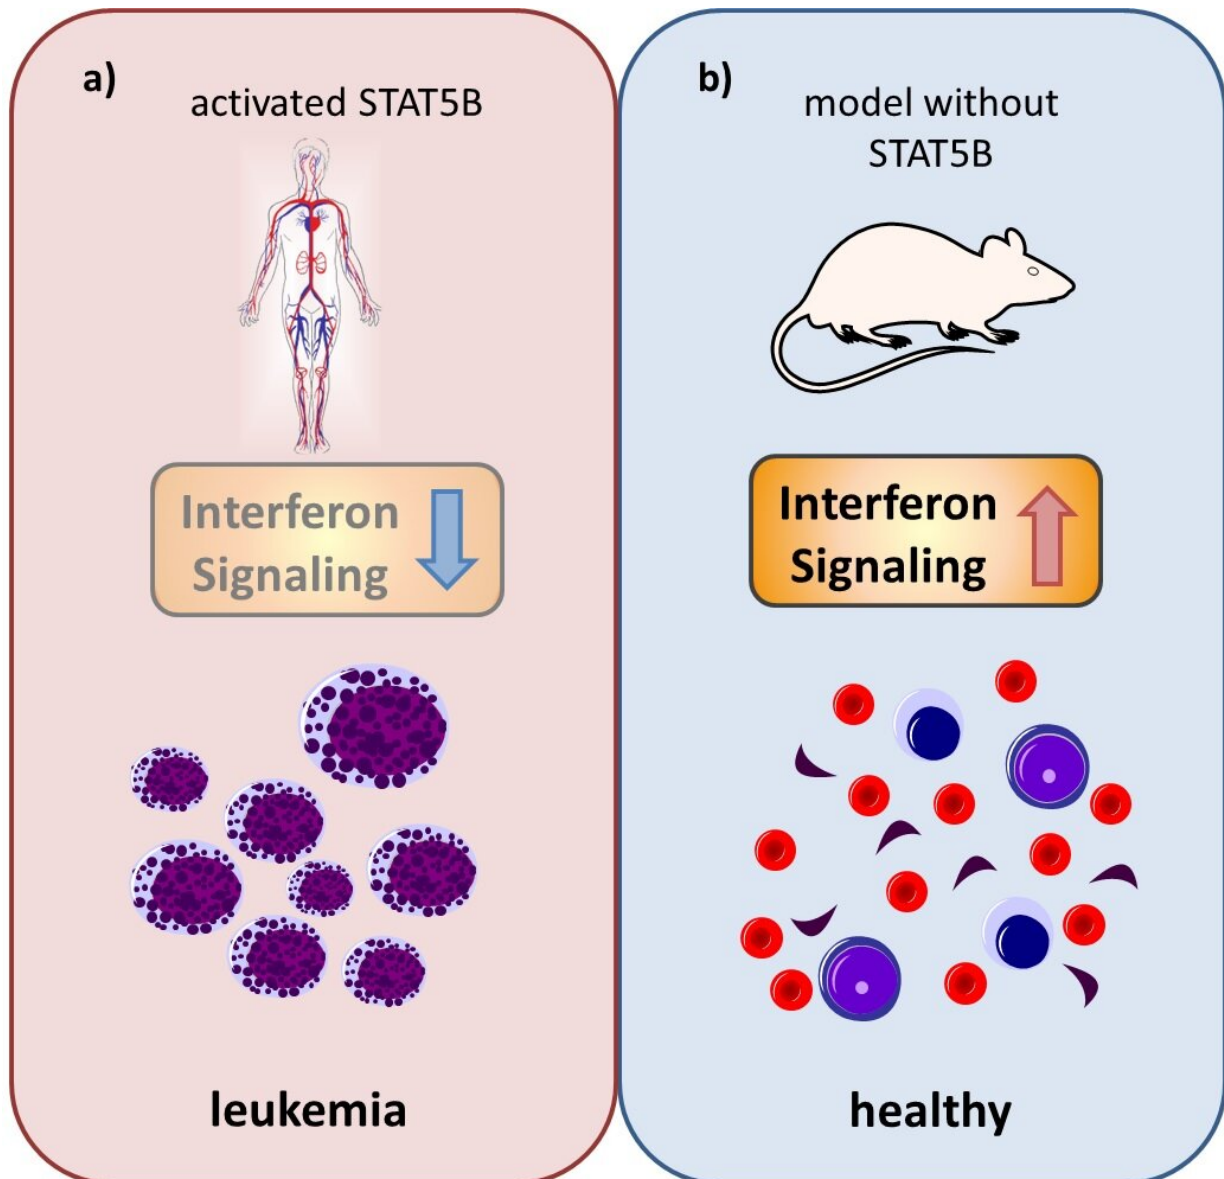 a)
activated STAT5B
Interferon
Signaling
leukemia
b)
model without
STAT5B
Interferon
Signaling
healthy